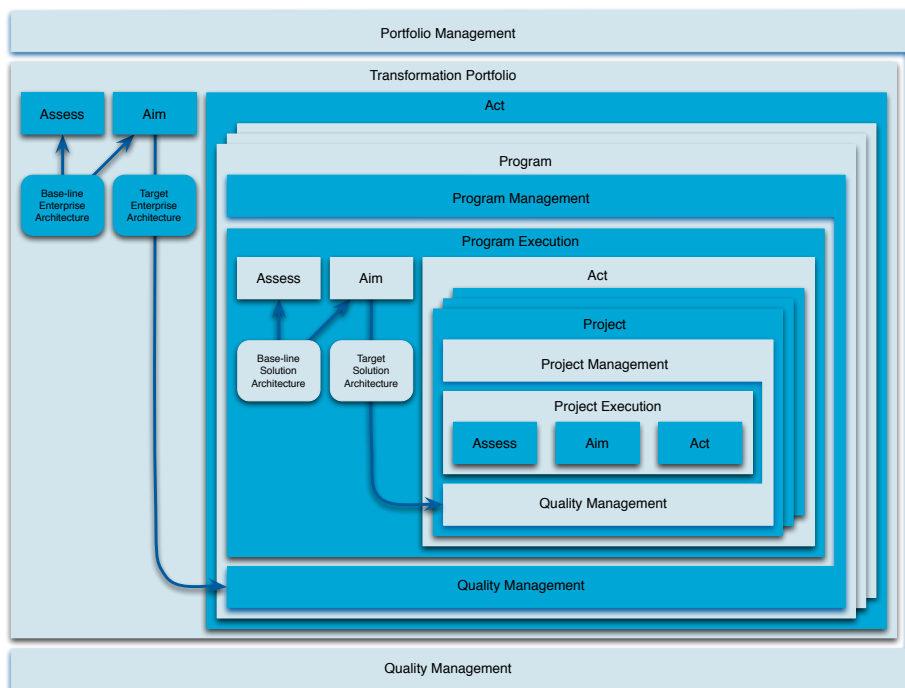 Portfolio Management
Transformation Portfolio
Assess
Aim
Act
Base-line
Enterprise
Architecture
Target
Enterprise
Architecture
Program
Program Management
Program Execution
Assess
Aim
Act
Base-line
Solution
Architecture
Target
Solution
Architecture
Project
Project Management
Project Execution
Assess
Aim
Act
Quality Management
Quality Management
Quality Management